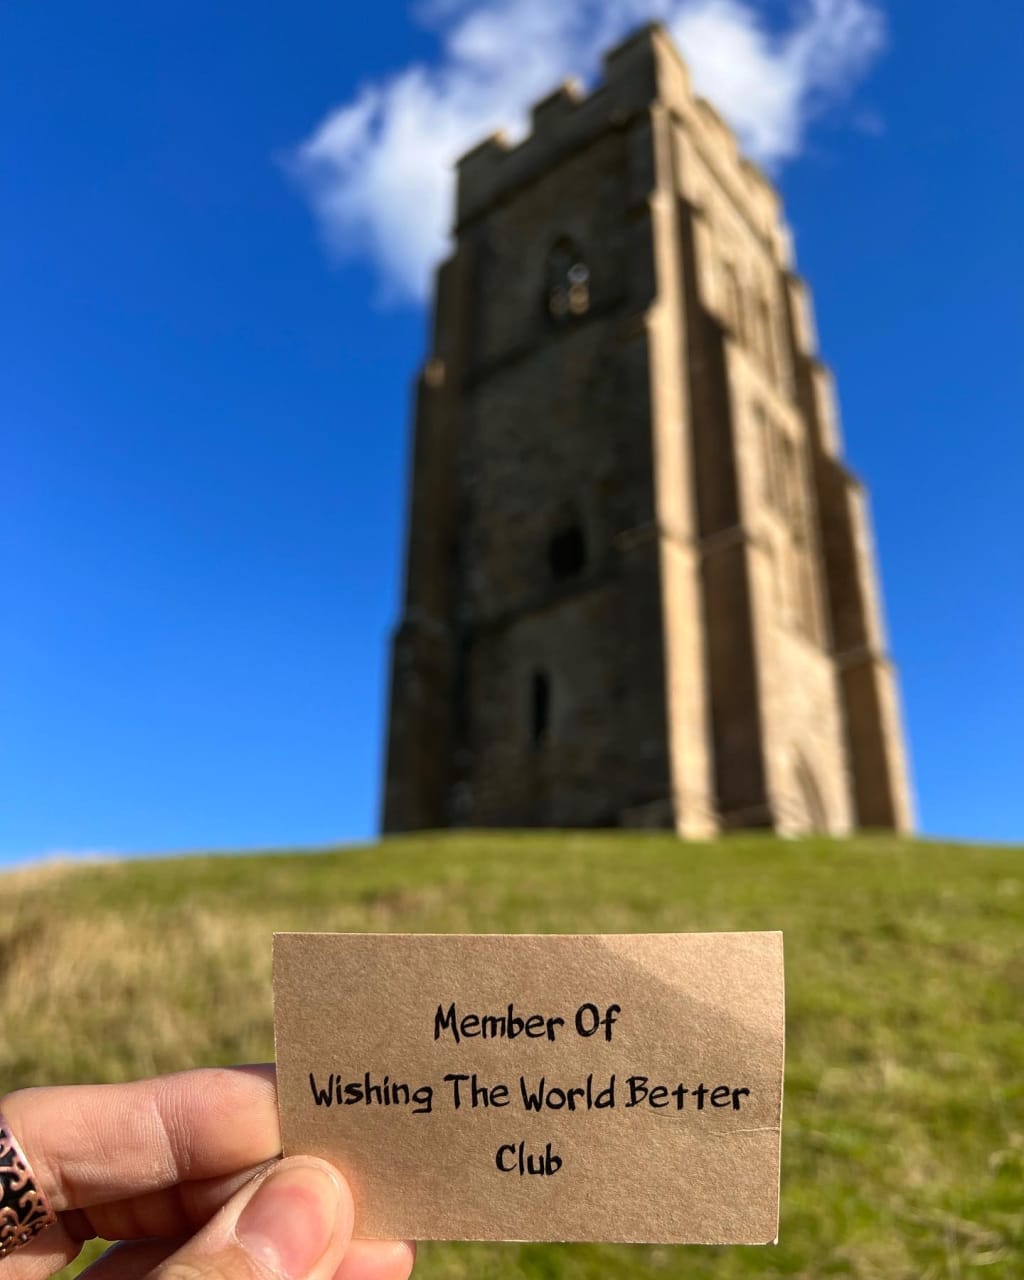 Member Of
Wishing The World Better
Club